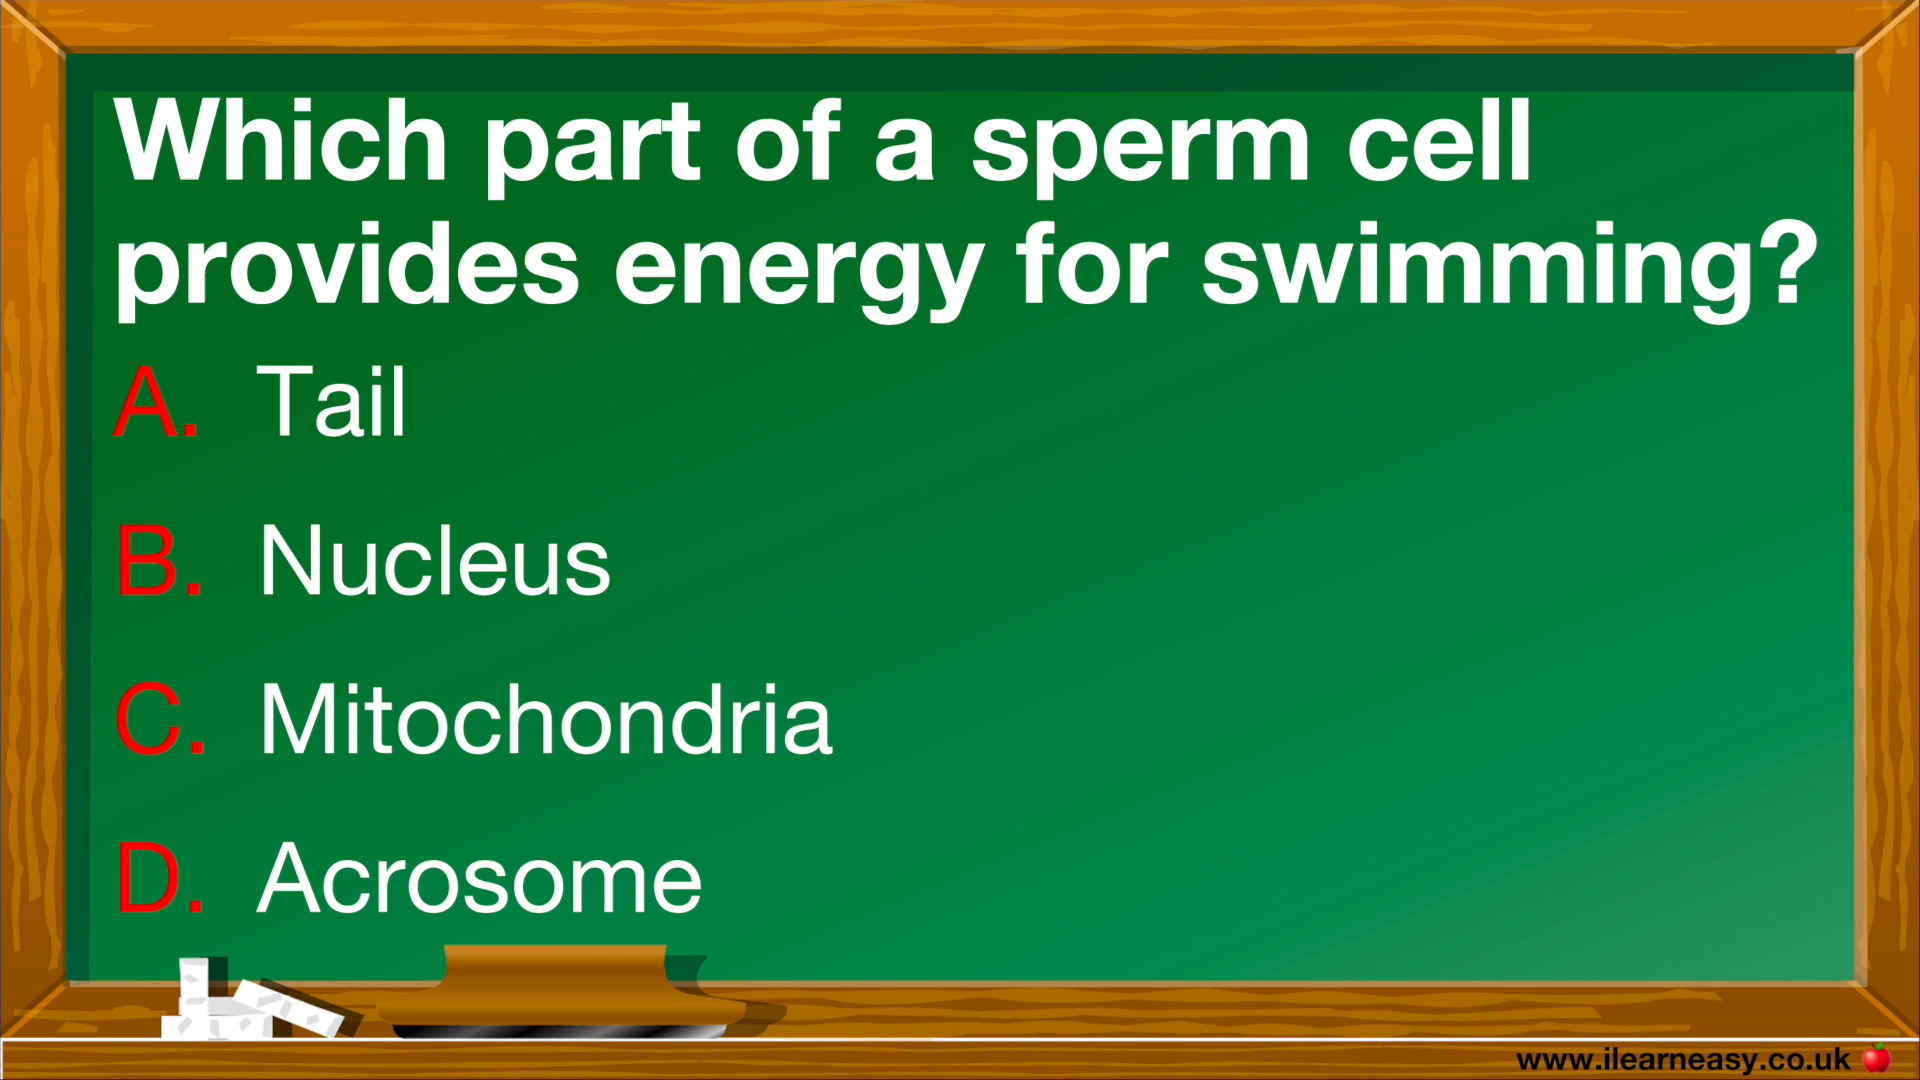 Which part of a sperm cell
provides energy for swimming?
A. Tail
B. Nucleus
C. Mitochondria
D. Acrosome
www.ilearneasy.co.uk